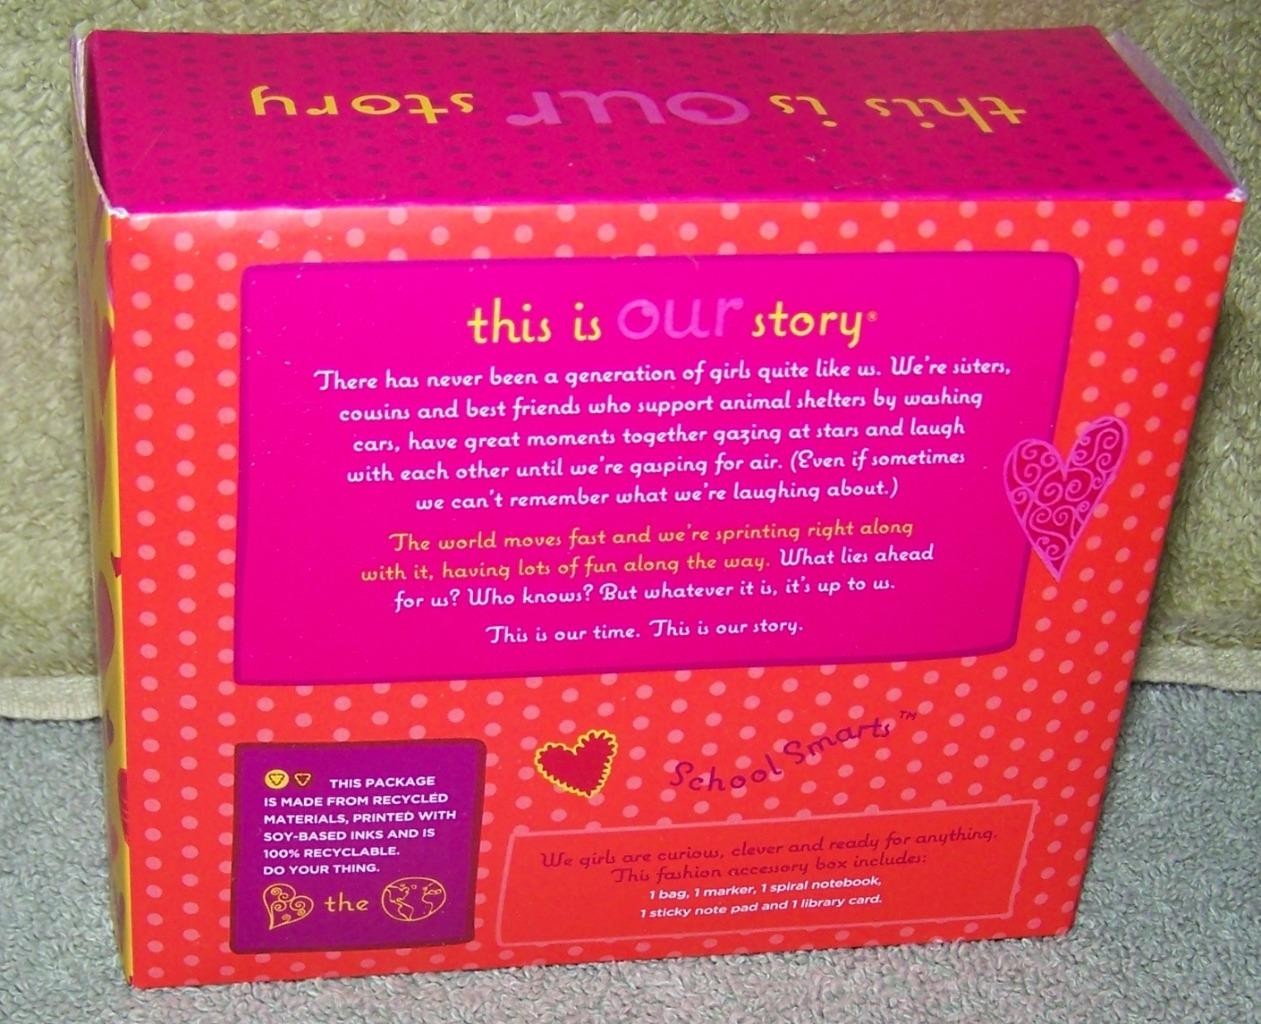 this is our story
this is our story®
There has never been a generation of girls quite like us. We're sisters,
cousins and best friends who support animal shelters by washing
cars, have great moments together gazing at stars and laugh
with each other until we're gasping for air. (Even if sometimes
we can't remember what we're laughing about.)
The world moves fast and we're sprinting right along
with it, having lots of fun along the way. What lies ahead
for us? Who knows? But whatever it is, it's up to us.
This is our time. This is our story.
School Smarts™
THIS PACKAGE
IS MADE FROM RECYCLED
MATERIALS, PRINTED WITH
SOY-BASED INKS AND IS
100% RECYCLABLE.
DO YOUR THING.
the
We girls are curious, clever and ready for anything.
This fashion accessory box includes:
1 bag, 1 marker, 1 spiral notebook,
1 sticky note pad and 1 library card.